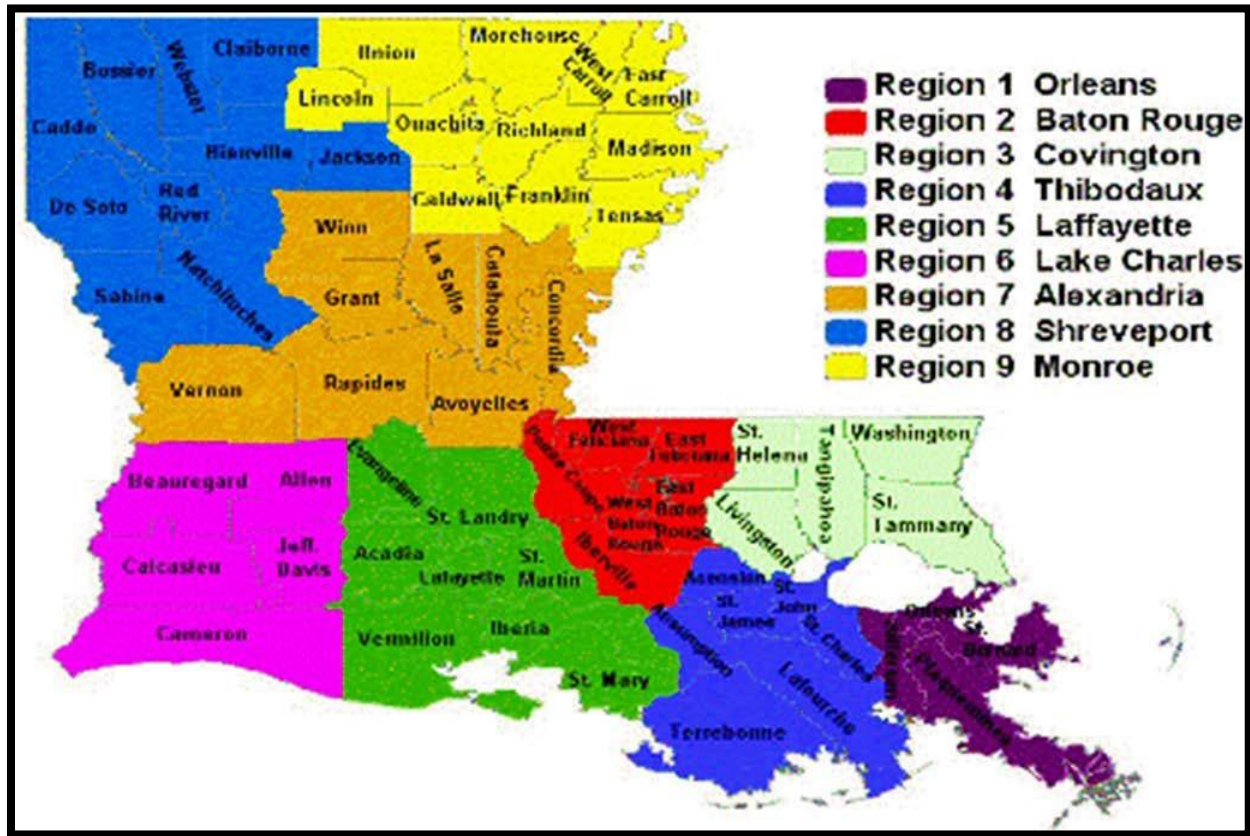 Claiborne
Union
Morehouse
Webster
West
Carroll
East
Carroll
Bossier
Lincoln
Caddo
Ouachita
Richland
Madison
Bienville
Jackson
De Soto
Red
River
Caldwell
Franklin
Tensas
Winn
Natchitoches
La Salle
Catahoula
Concordia
Sabine
Grant
Vernon
Rapides
Avoyelles
Region 1 Orleans
Region 2 Baton Rouge
Region 3 Covington
Region 4 Thibodaux
Region 5 Laffayette
Region 6 Lake Charles
Region 7 Alexandria
Region 8 Shreveport
Region 9 Monroe
West
Feliciana
East
Feliciana
St.
Helena
Tangipahoa
Washington
Pointe Coupe
Beauregard
Allen
Evangeline
St. Landry
West
Baton
Rouge
East
Baton
Rouge
Livingston
St.
Tammany
Calcasieu
Jeff.
Davis
Acadia
Lafayette
St.
Martin
Iberville
Ascension
St.
John
St.
James
Assumption
St. Charles
Orleans
St.
Bernard
Jefferson
Plaquemines
Cameron
Vermilion
Iberia
St. Mary
Lafourche
Terrebonne